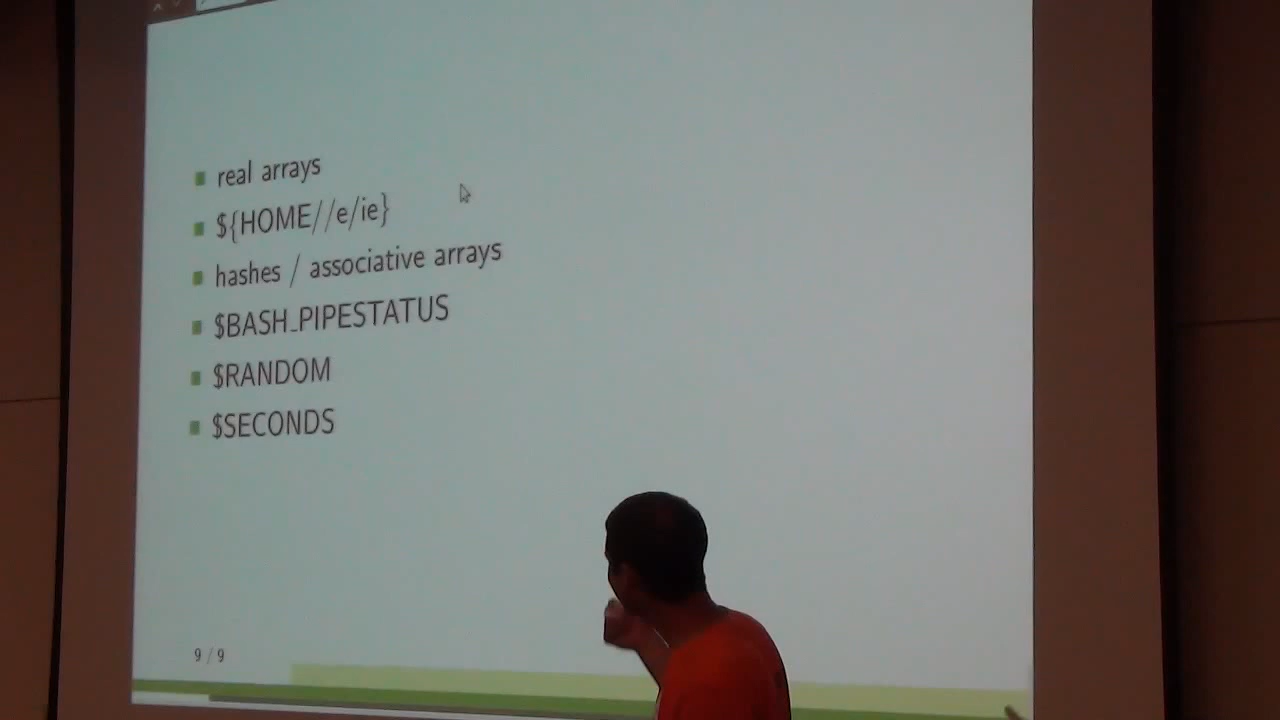 real arrays
${HOME//e/ie}
hashes / associative arrays
$BASH_PIPESTATUS
$RANDOM
$SECONDS
9 / 9